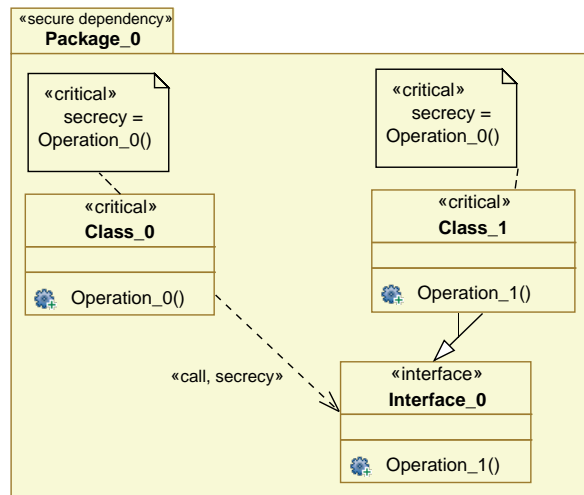 «secure dependency»
Package_0
«critical»
secrecy =
Operation_0()
«critical»
secrecy =
Operation_0()
«critical»
Class_0
Operation_0()
«critical»
Class_1
Operation_1()
«call, secrecy»
«interface»
Interface_0
Operation_1()